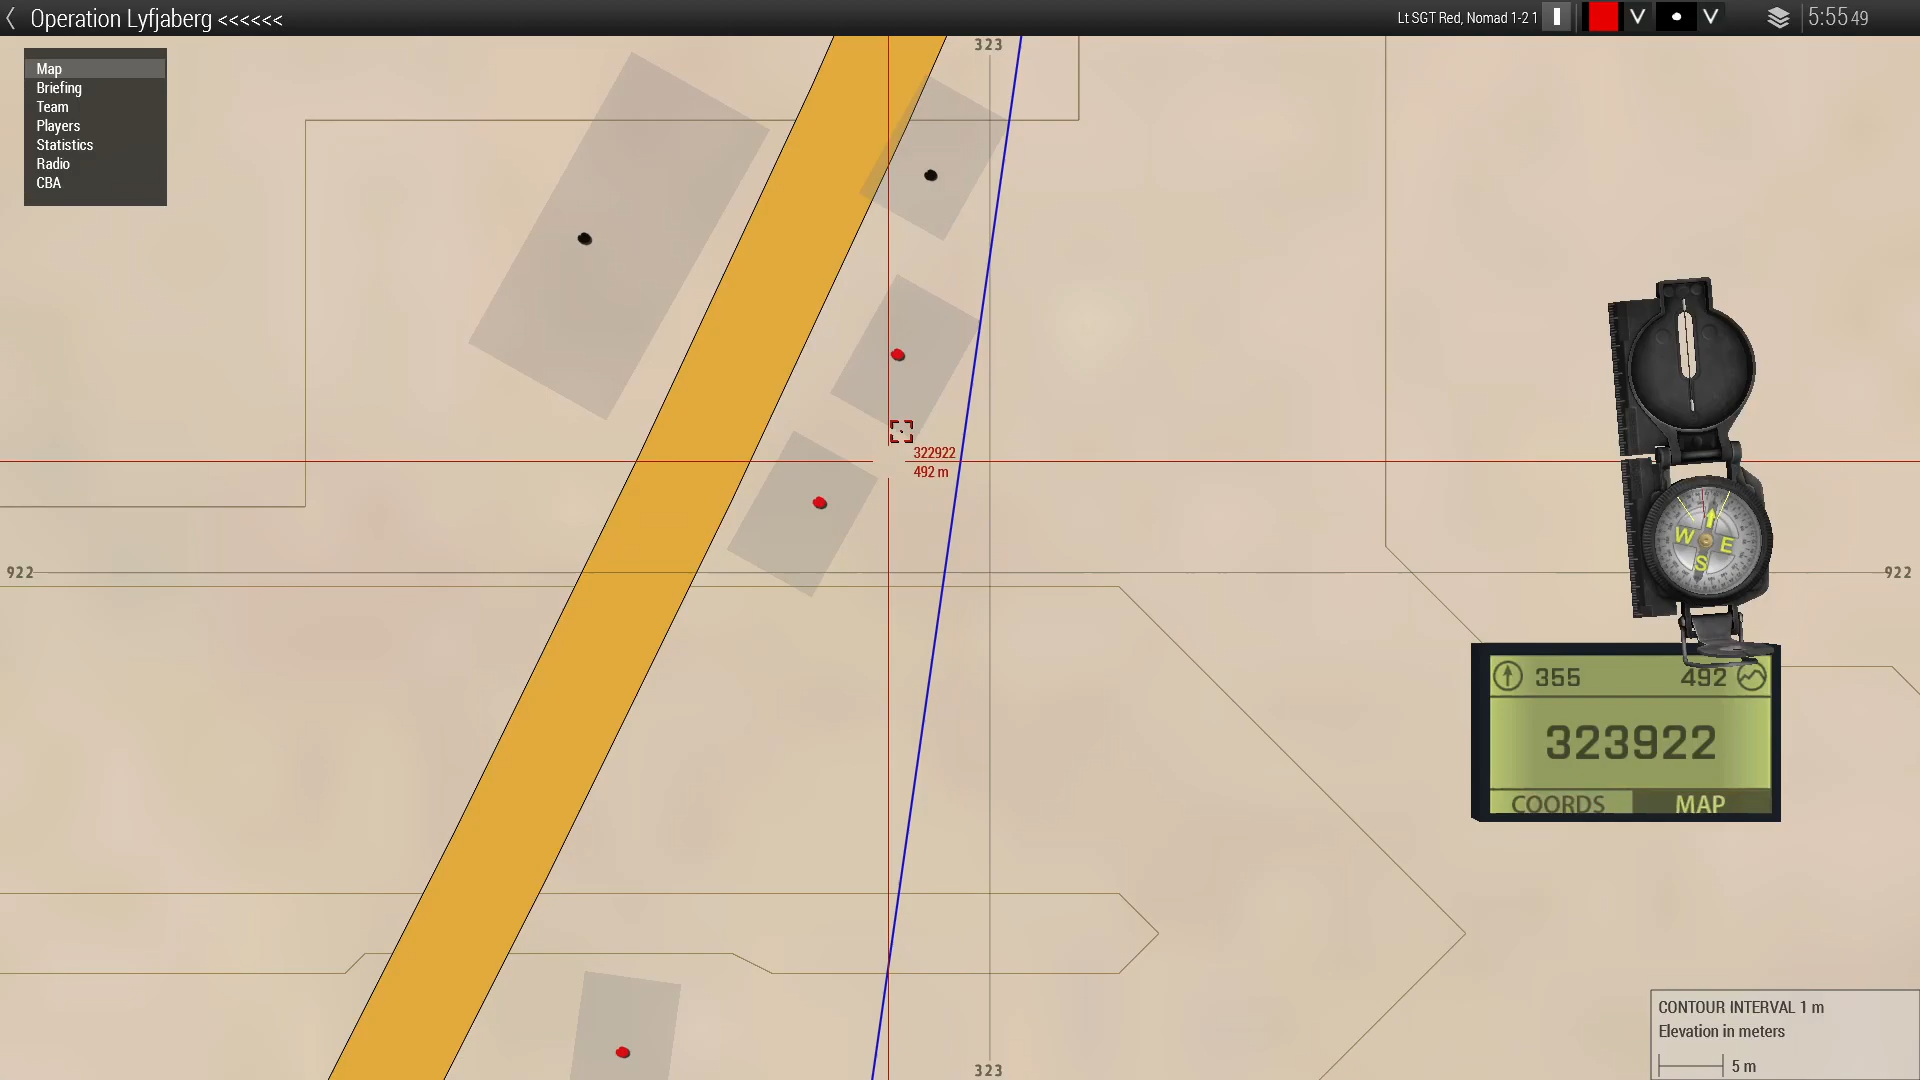 Operation Lyfjaberg <<<<<<
Lt SGT Red, Nomad 1-2 1
5:55 49
Map
Briefing
Team
Players
Statistics
Radio
CBA
323
322922
492 m
922
922
W
E
S
355
492
323922
COORDS
MAP
CONTOUR INTERVAL 1 m
Elevation in meters
5 m
323